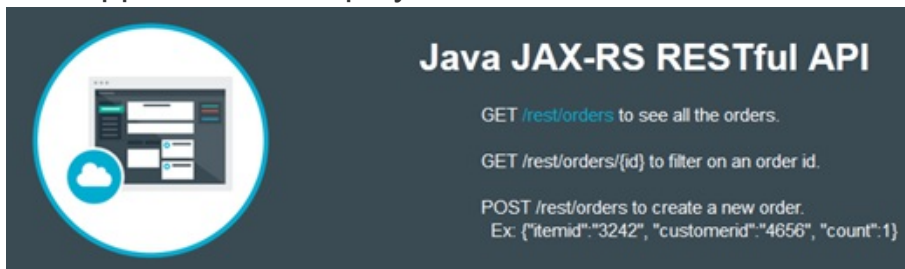 Java JAX-RS RESTful API
GET /rest/orders to see all the orders.
GET /rest/orders/{id} to filter on an order id.
POST /rest/orders to create a new order.
Ex: {"itemid":"3242", "customerid":"4656", "count":1}